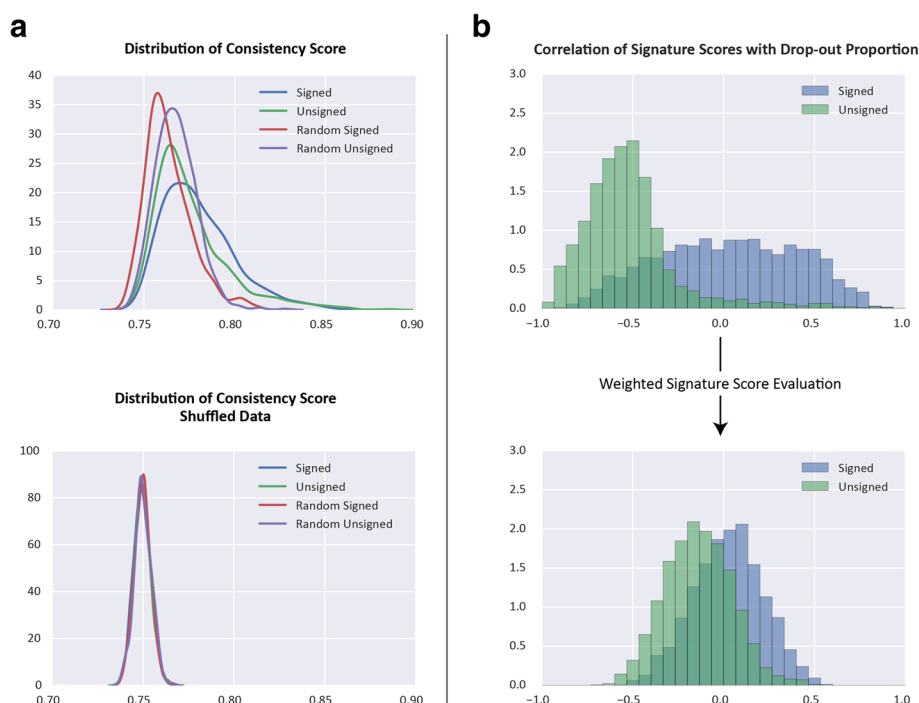 a
Distribution of Consistency Score
40
35
30
25
20
15
10
5
0
0.70
0.75
0.80
0.85
0.90
Signed
Unsigned
Random Signed
Random Unsigned
Distribution of Consistency Score
Shuffled Data
100
80
60
40
20
0
0.70
0.75
0.80
0.85
0.90
Signed
Unsigned
Random Signed
Random Unsigned
b
Correlation of Signature Scores with Drop-out Proportion
3.0
2.5
2.0
1.5
1.0
0.5
0.0
−1.0
−0.5
0.0
0.5
1.0
Signed
Unsigned
Weighted Signature Score Evaluation
3.0
2.5
2.0
1.5
1.0
0.5
0.0
−1.0
−0.5
0.0
0.5
1.0
Signed
Unsigned